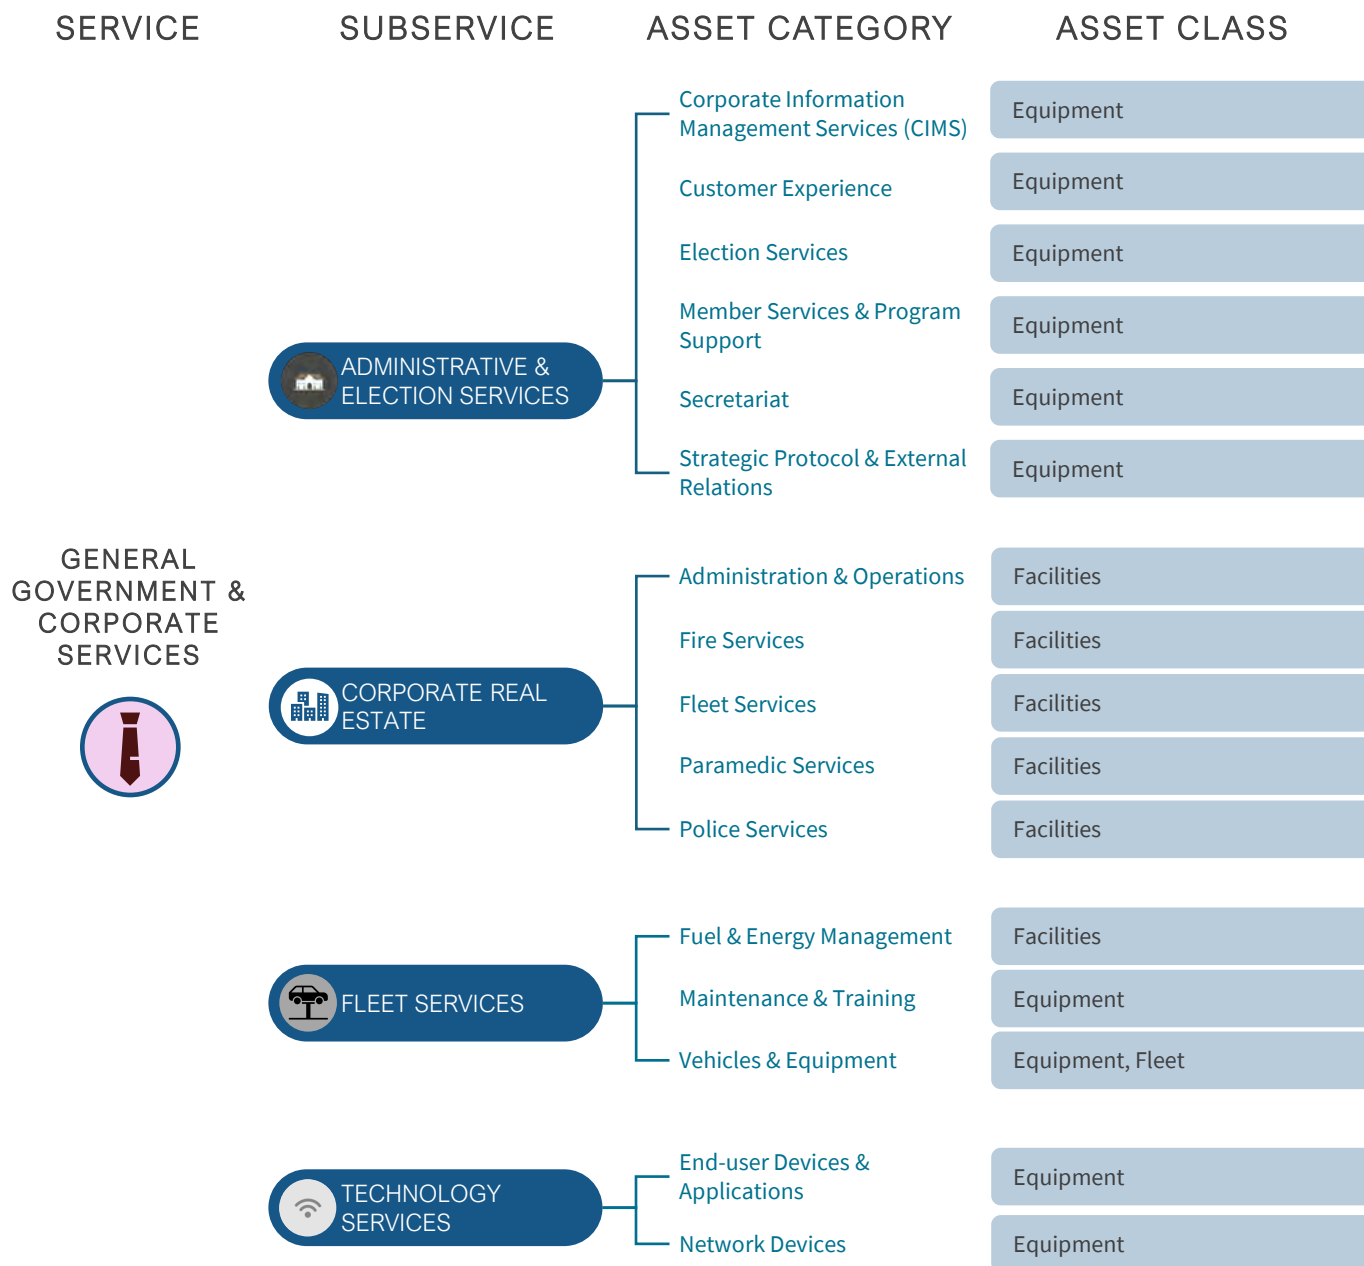 SERVICE
SUBSERVICE
ASSET CATEGORY
ASSET CLASS
GENERAL
GOVERNMENT &
CORPORATE
SERVICES
ADMINISTRATIVE &
ELECTION SERVICES
Corporate Information
Management Services (CIMS)
Equipment
Customer Experience
Equipment
Election Services
Equipment
Member Services & Program
Support
Equipment
Secretariat
Equipment
Strategic Protocol & External
Relations
Equipment
CORPORATE REAL
ESTATE
Administration & Operations
Facilities
Fire Services
Facilities
Fleet Services
Facilities
Paramedic Services
Facilities
Police Services
Facilities
FLEET SERVICES
Fuel & Energy Management
Facilities
Maintenance & Training
Equipment
Vehicles & Equipment
Equipment, Fleet
TECHNOLOGY
SERVICES
End-user Devices &
Applications
Equipment
Network Devices
Equipment